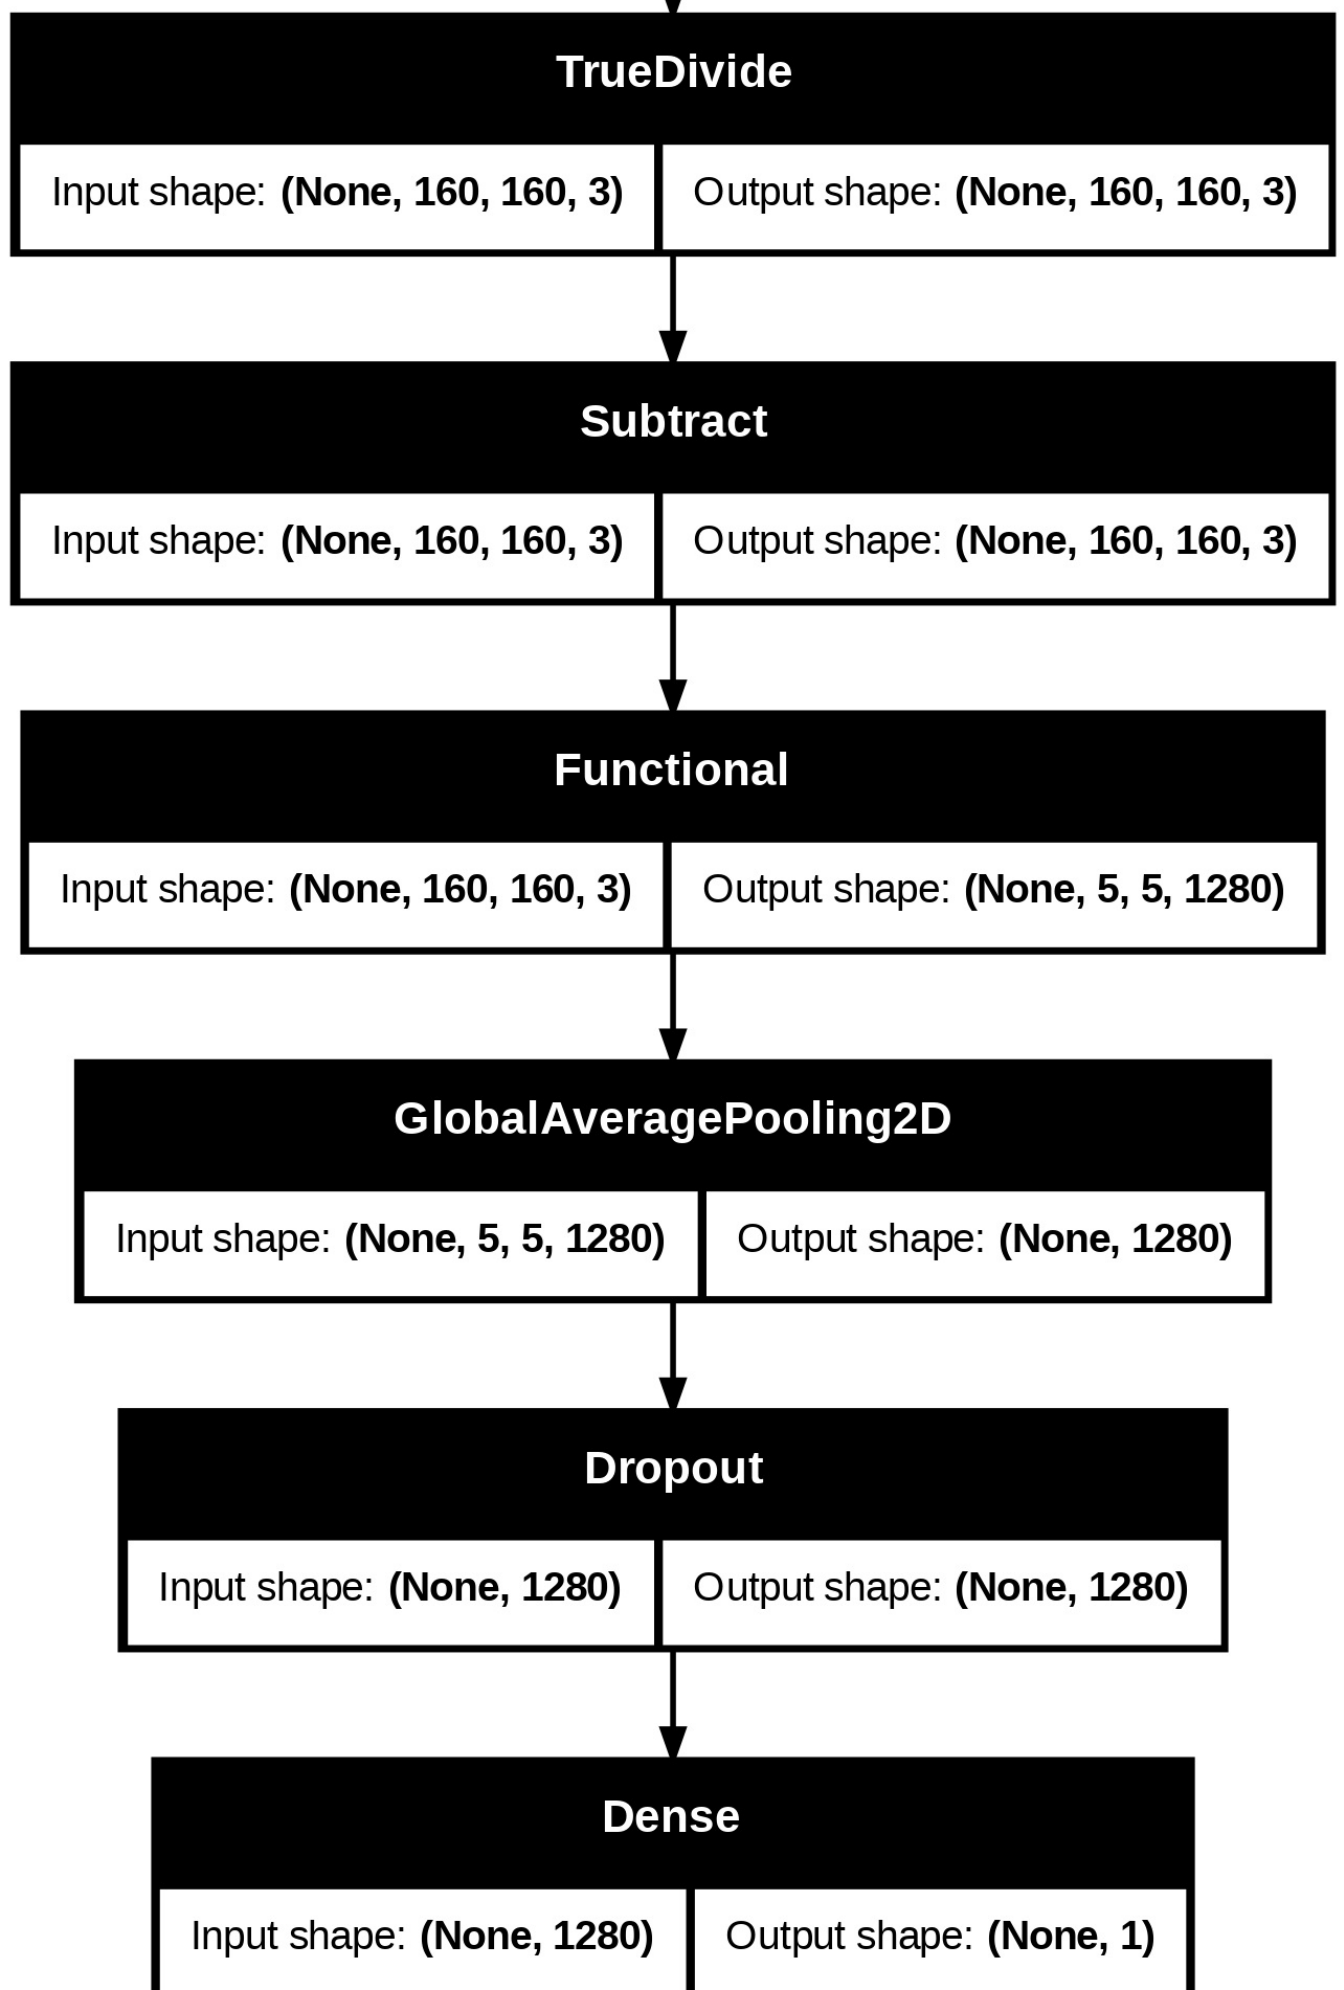 TrueDivide
Input shape: (None, 160, 160, 3) Output shape: (None, 160, 160, 3)
Subtract
Input shape: (None, 160, 160, 3) Output shape: (None, 160, 160, 3)
Functional
Input shape: (None, 160, 160, 3) Output shape: (None, 5, 5, 1280)
GlobalAveragePooling2D
Input shape: (None, 5, 5, 1280) Output shape: (None, 1280)
Dropout
Input shape: (None, 1280) Output shape: (None, 1280)
Dense
Input shape: (None, 1280) Output shape: (None, 1)